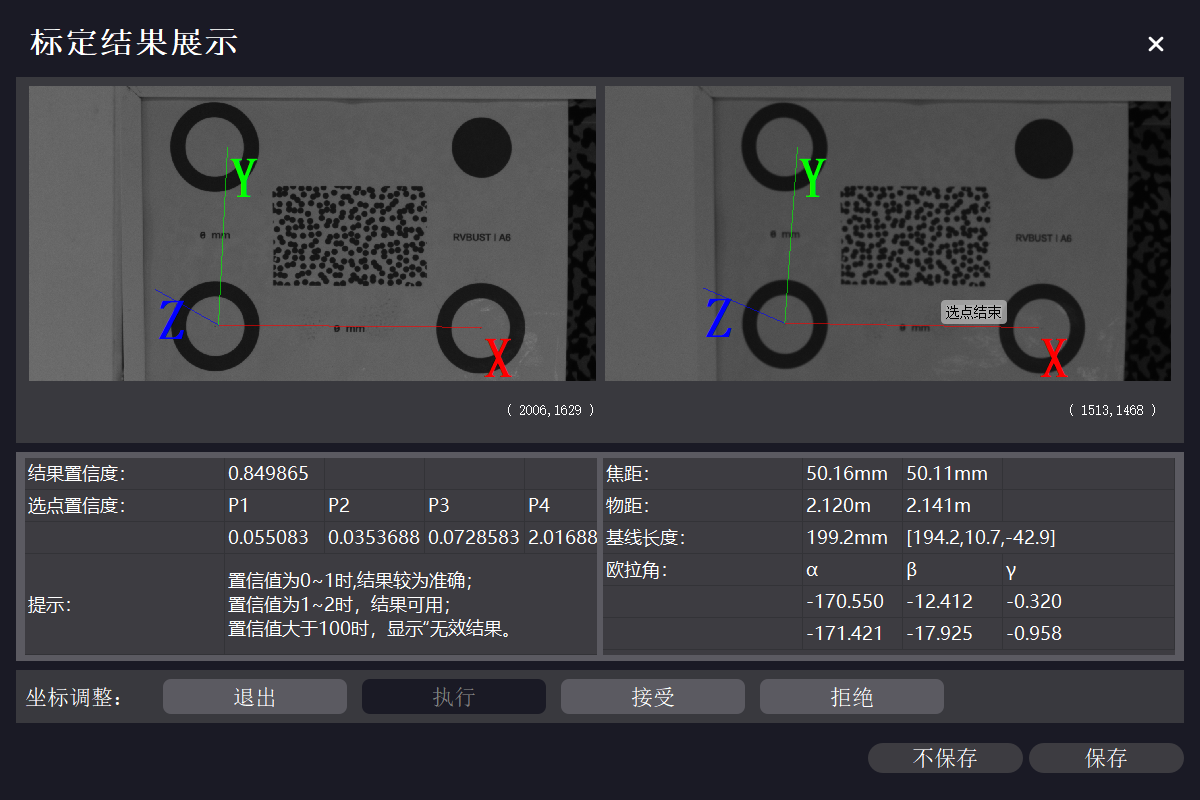 标定结果展示
Y
6 mm
RVBUST | A6
Z
6 mm
X
Y
6 mm
RVBUST | A6
Z
选点结束
6 mm
X
( 2006,1629 )
( 1513,1468 )
结果置信度: 0.849865
选点置信度: P1 P2 P3 P4
0.055083 0.0353688 0.0728583 2.01688
提示:
置信值为0~1时,结果较为准确；
置信值为1~2时，结果可用；
置信值大于100时，显示“无效结果。
焦距: 50.16mm 50.11mm
物距: 2.120m 2.141m
基线长度: 199.2mm [194.2,10.7,-42.9]
欧拉角: α β γ
-170.550 -12.412 -0.320
-171.421 -17.925 -0.958
坐标调整: 退出 执行 接受 拒绝
不保存 保存